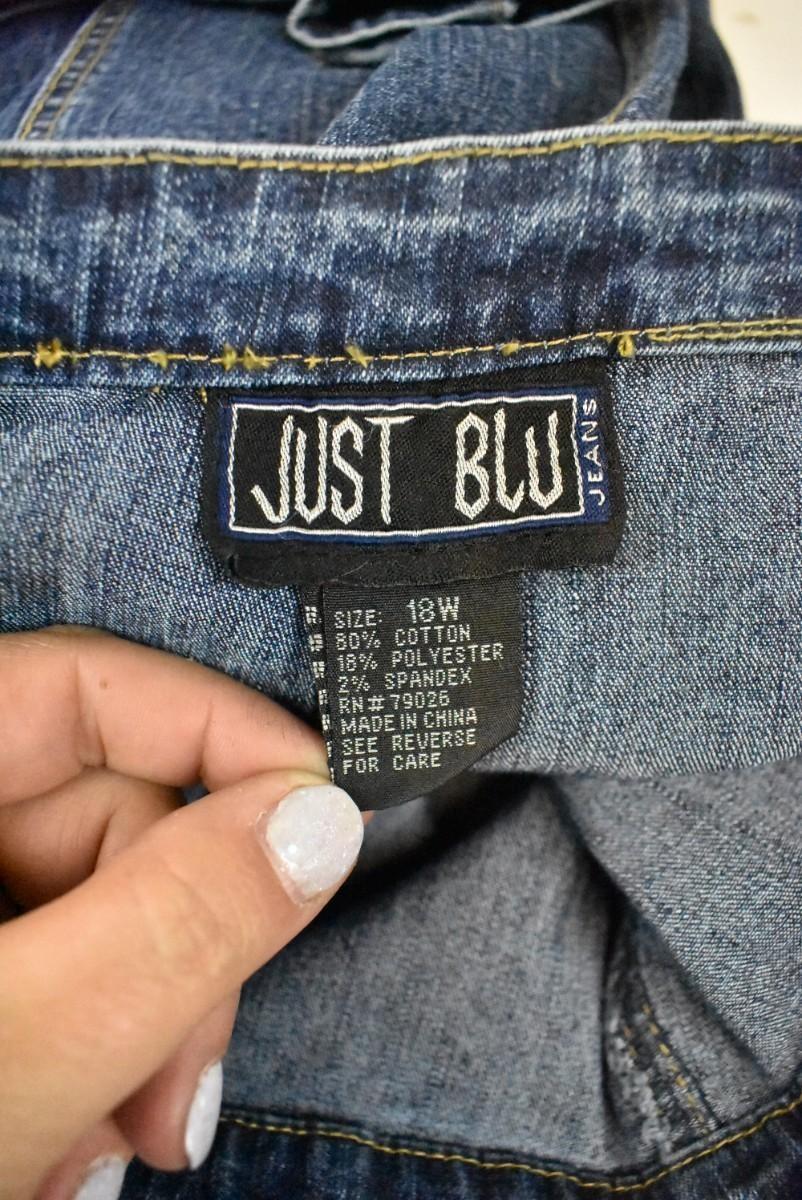 JUST BLU
JEANS
SIZE: 18W
80% COTTON
18% POLYESTER
2% SPANDEX
RN# 79026
MADE IN CHINA
SEE REVERSE
FOR CARE